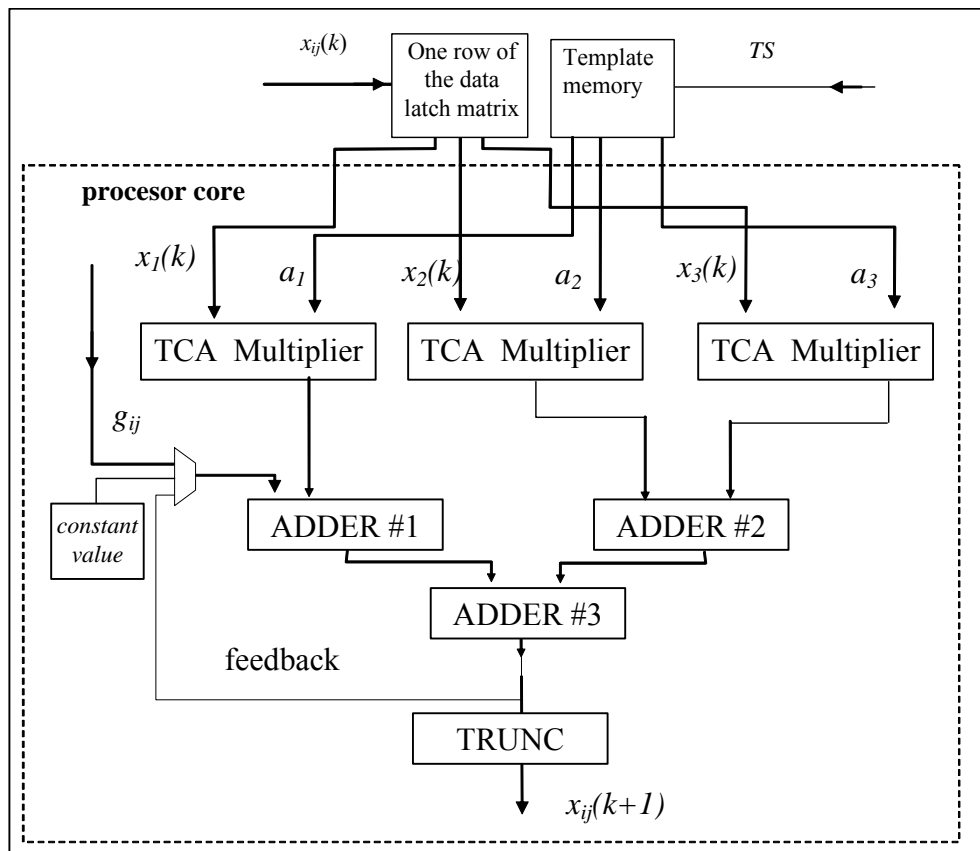 x_ij(k)
One row of
the data
latch matrix
Template
memory
TS
procesor core
x_1(k)
a_1
x_2(k)
a_2
x_3(k)
a_3
TCA Multiplier
TCA Multiplier
TCA Multiplier
g_ij
constant
value
ADDER #1
ADDER #2
ADDER #3
feedback
TRUNC
x_ij(k+1)